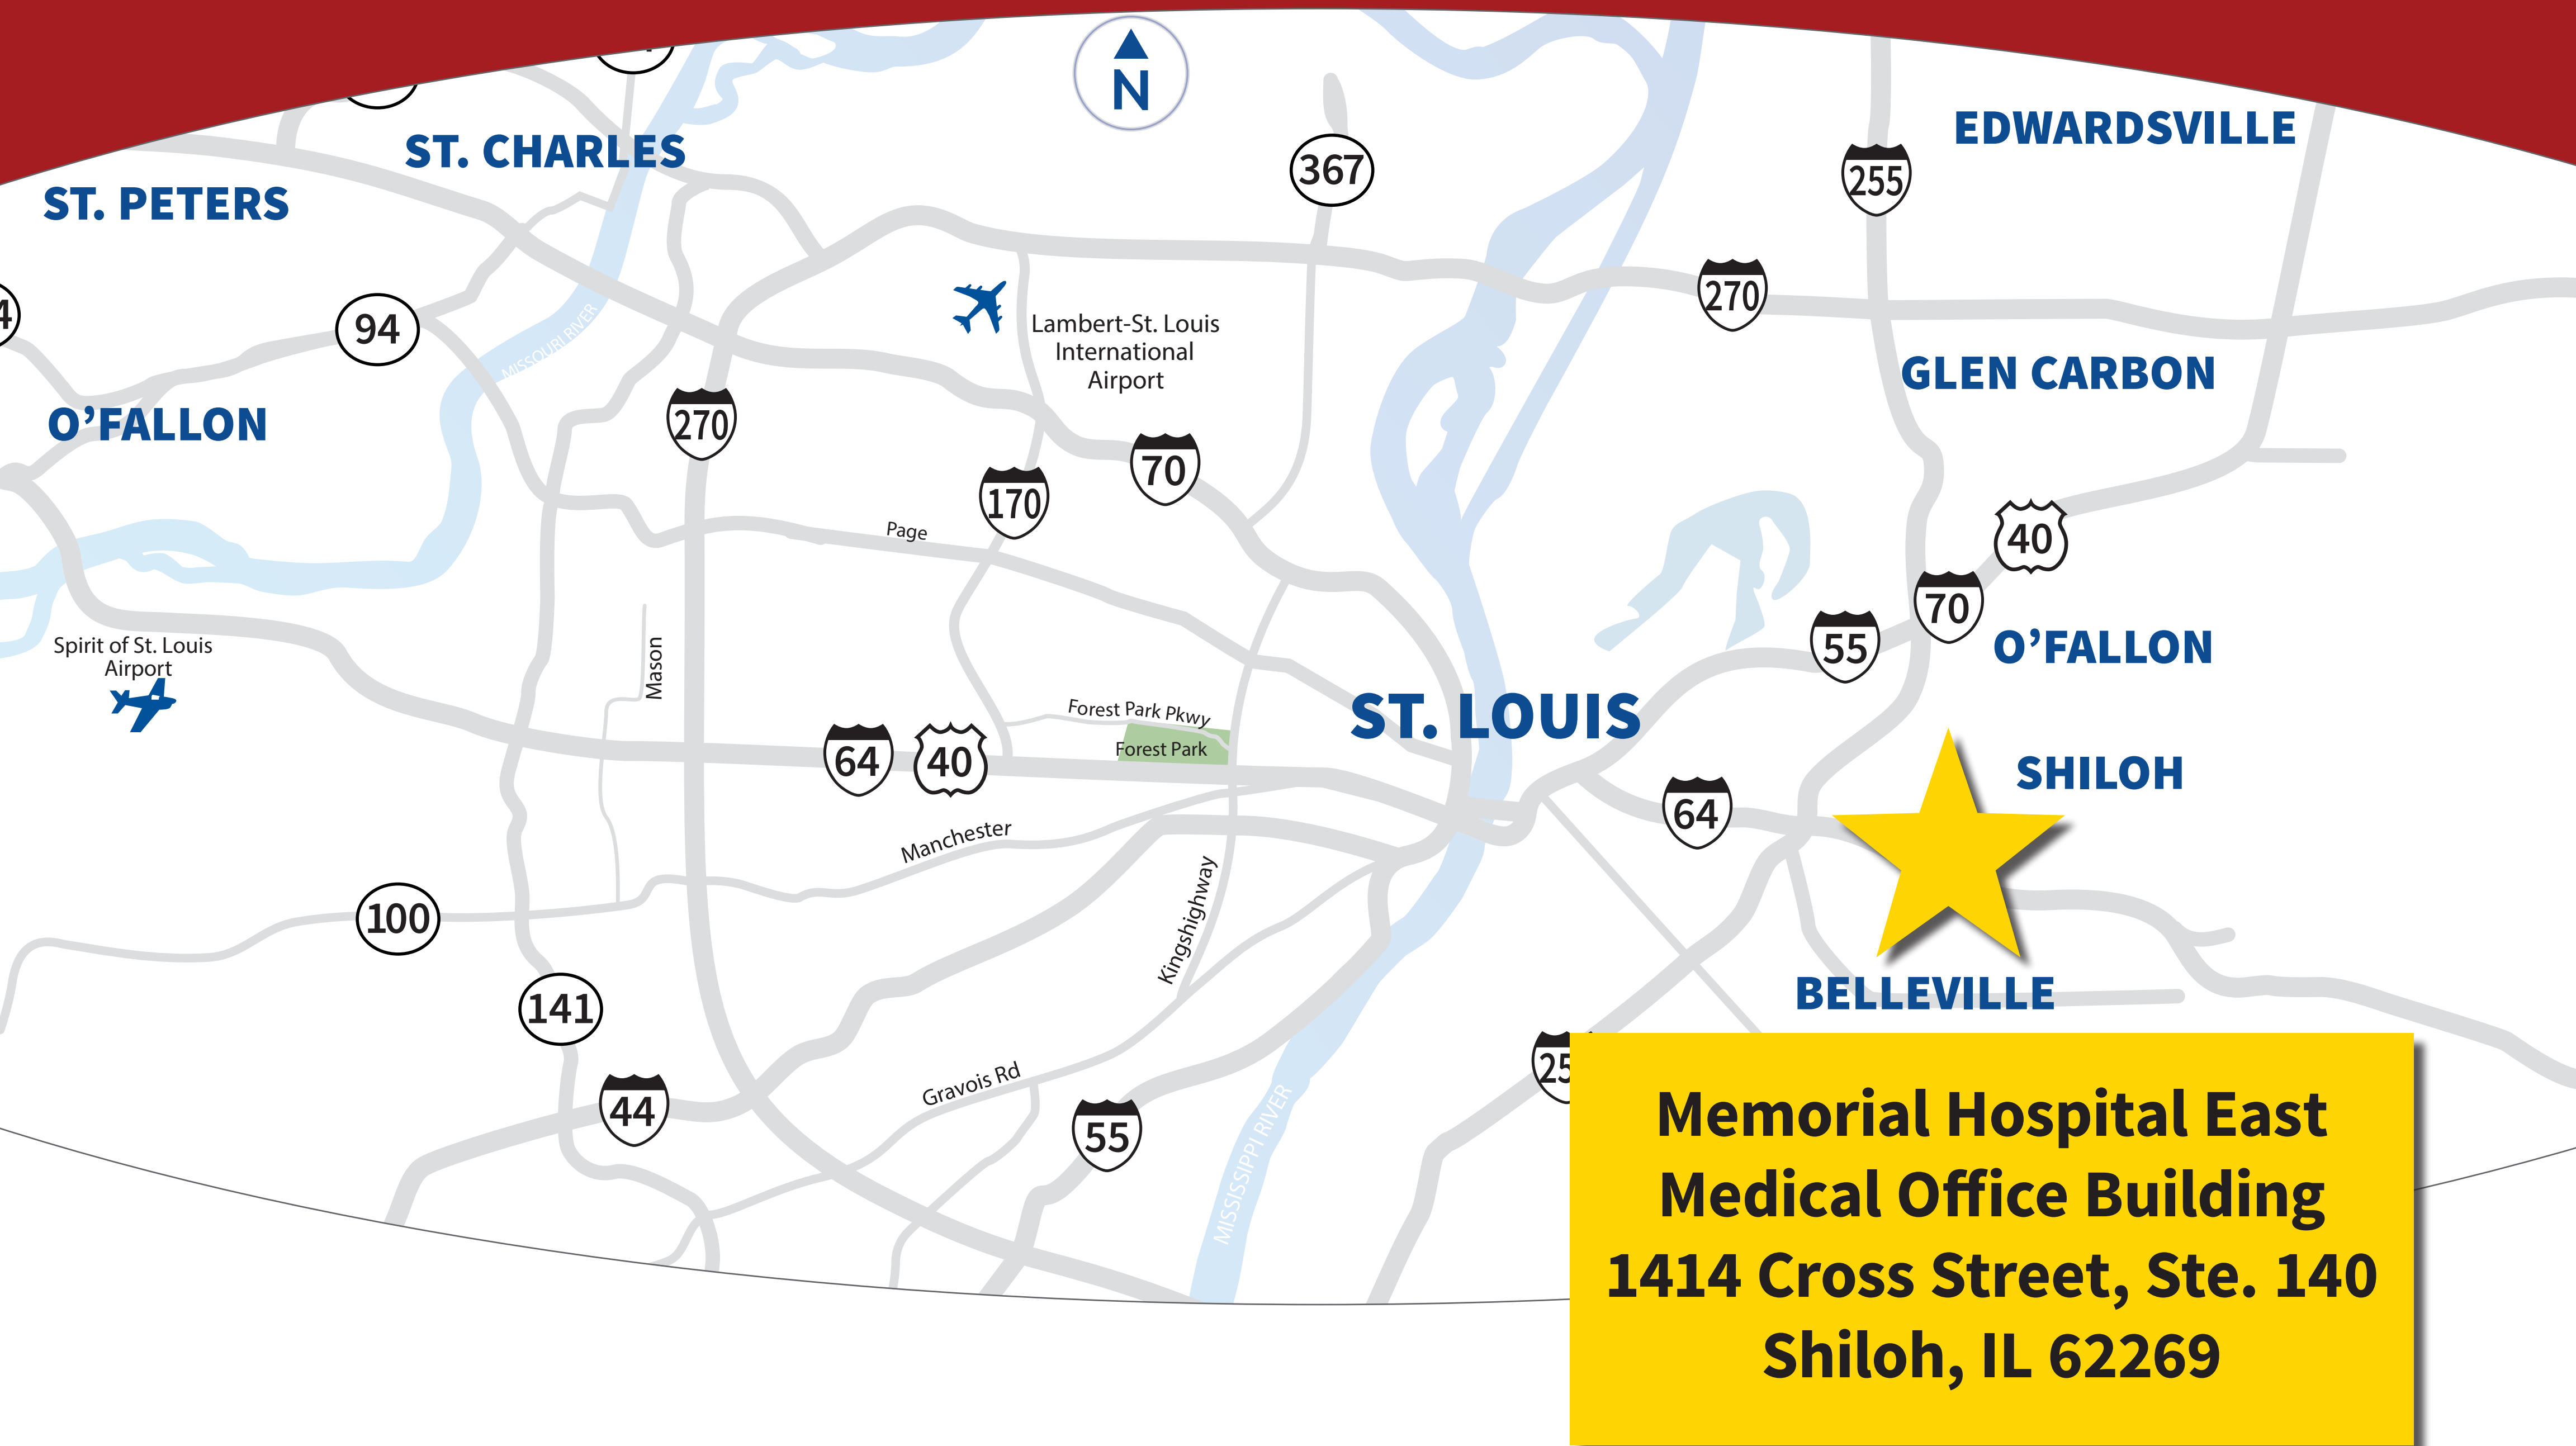 N
ST. CHARLES
EDWARDSVILLE
367
255
ST. PETERS
270
94
MISSOURI RIVER
Lambert-St. Louis
International
Airport
GLEN CARBON
O’FALLON
270
70
170
Page
40
70
55
O’FALLON
Spirit of St. Louis
Airport
Mason
Forest Park Pkwy
Forest Park
ST. LOUIS
64
40
SHILOH
64
Manchester
Kingshighway
100
141
BELLEVILLE
44
Gravois Rd
55
MISSISSIPPI RIVER
Memorial Hospital East
Medical Office Building
1414 Cross Street, Ste. 140
Shiloh, IL 62269